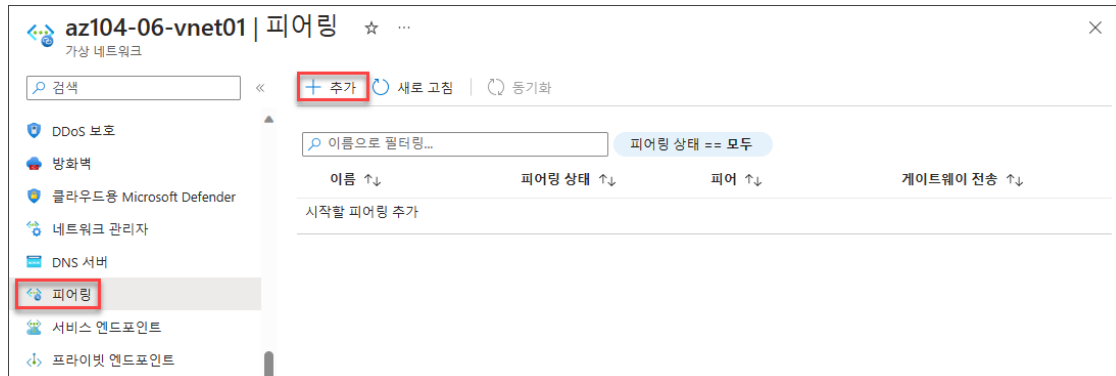 az104-06-vnet01 | 피어링
가상 네트워크
검색
추가 새로 고침 동기화
DDoS 보호
방화벽
클라우드용 Microsoft Defender
네트워크 관리자
DNS 서버
피어링
서비스 엔드포인트
프라이빗 엔드포인트
이름으로 필터링... 피어링 상태 == 모두
이름 피어링 상태 피어 게이트웨이 전송
시작할 피어링 추가